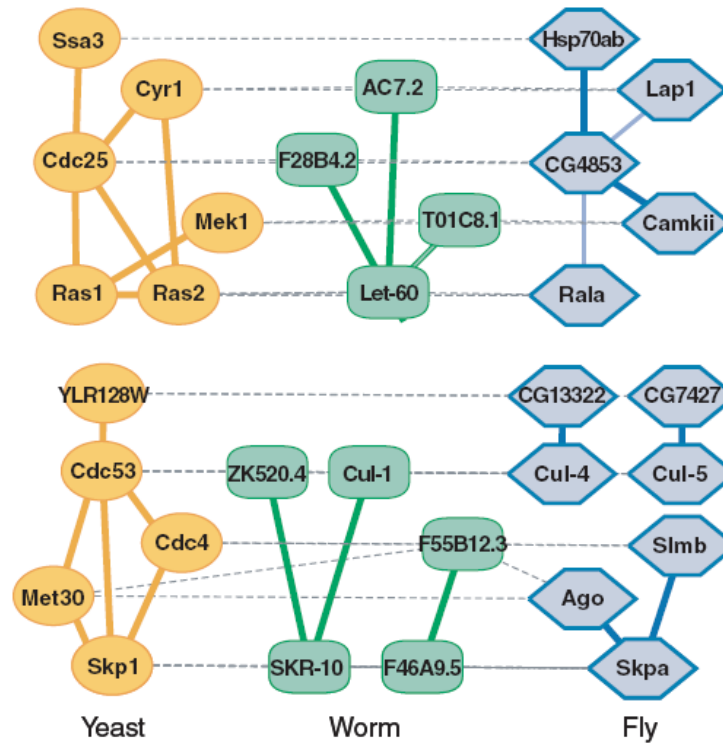 Ssa3
Hsp70ab
Cyr1
AC7.2
Lap1
Cdc25
F28B4.2
CG4853
Mek1
T01C8.1
Camkii
Ras1
Ras2
Let-60
Rala
YLR128W
CG13322
CG7427
Cdc53
ZK520.4
Cul-1
Cul-4
Cul-5
Cdc4
F55B12.3
Slmb
Met30
Ago
Skp1
SKR-10
F46A9.5
Skpa
Yeast
Worm
Fly